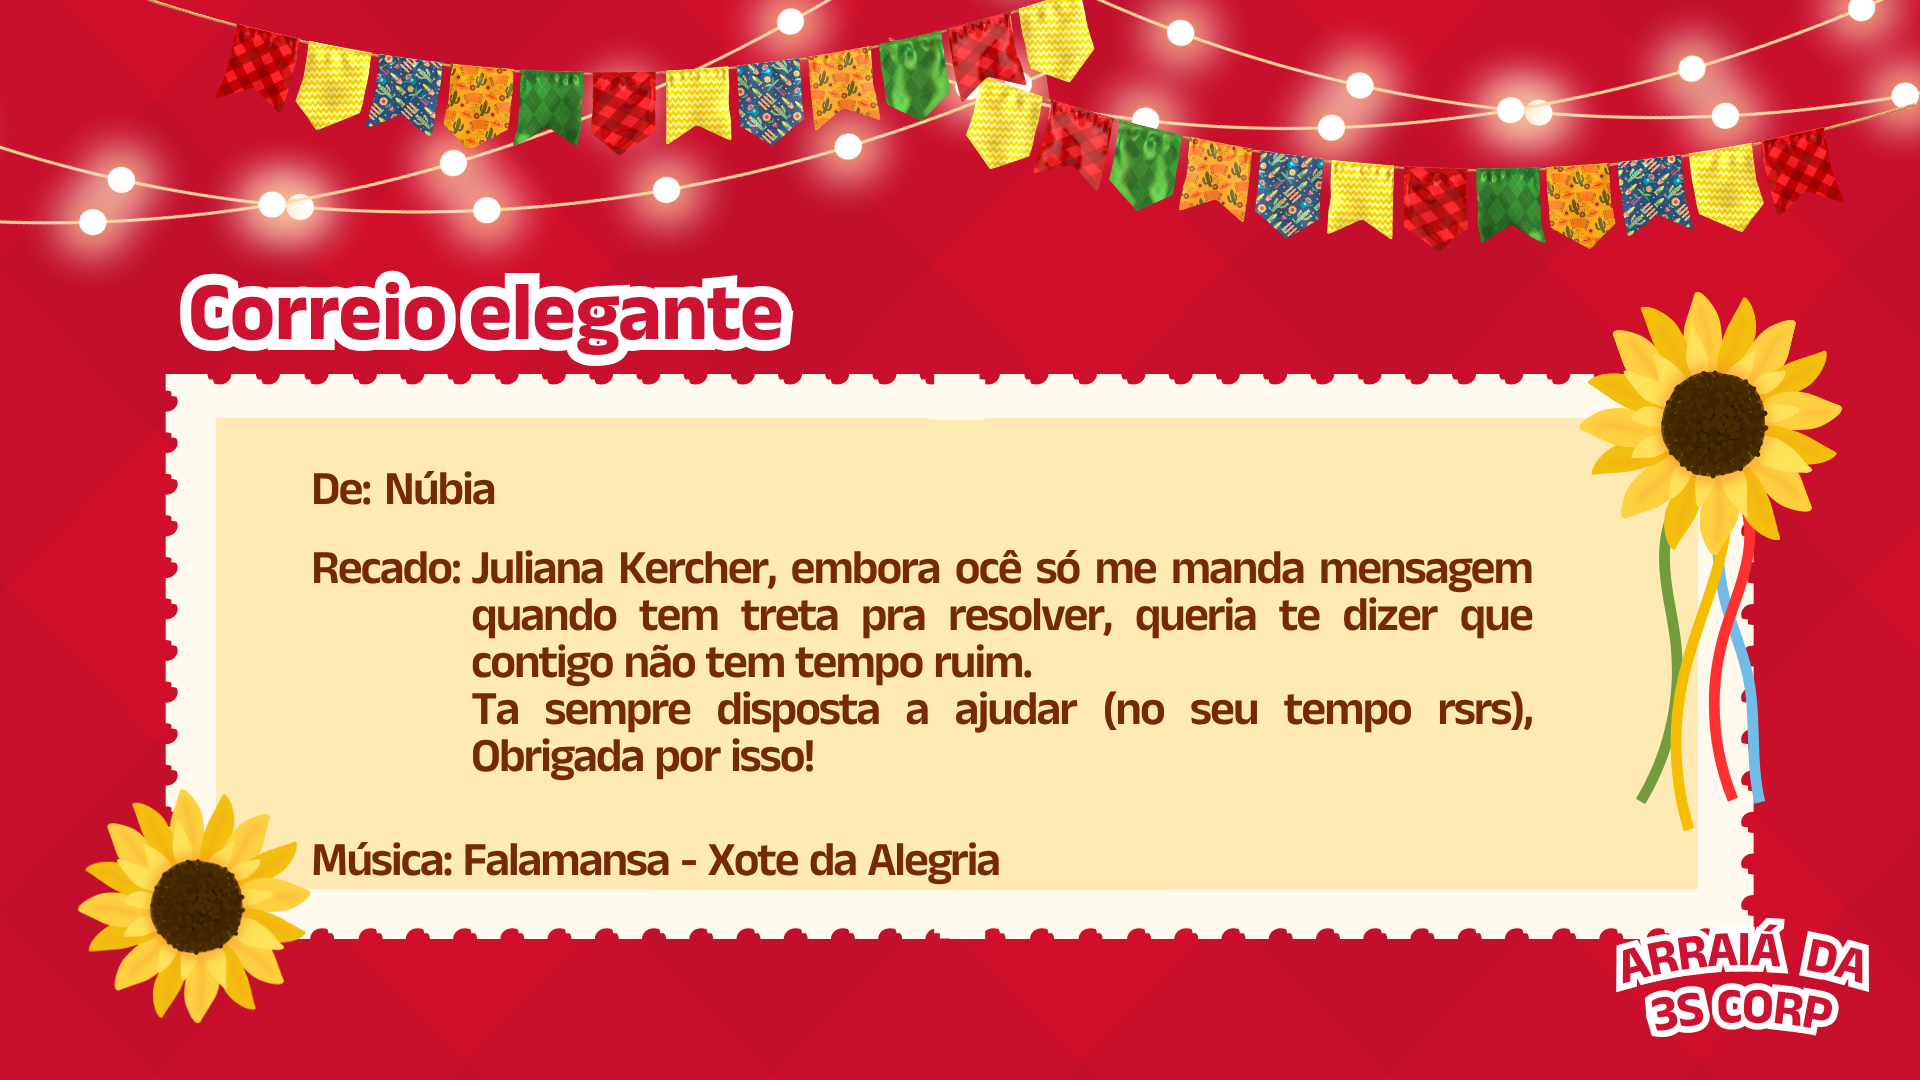 Correio elegante
De: Núbia
Recado: Juliana Kercher, embora ocê só me manda mensagem
quando tem treta pra resolver, queria te dizer que
contigo não tem tempo ruim.
Ta sempre disposta a ajudar (no seu tempo rsrs),
Obrigada por isso!
Música: Falamansa - Xote da Alegria
ARRAIÁ DA
3S CORP